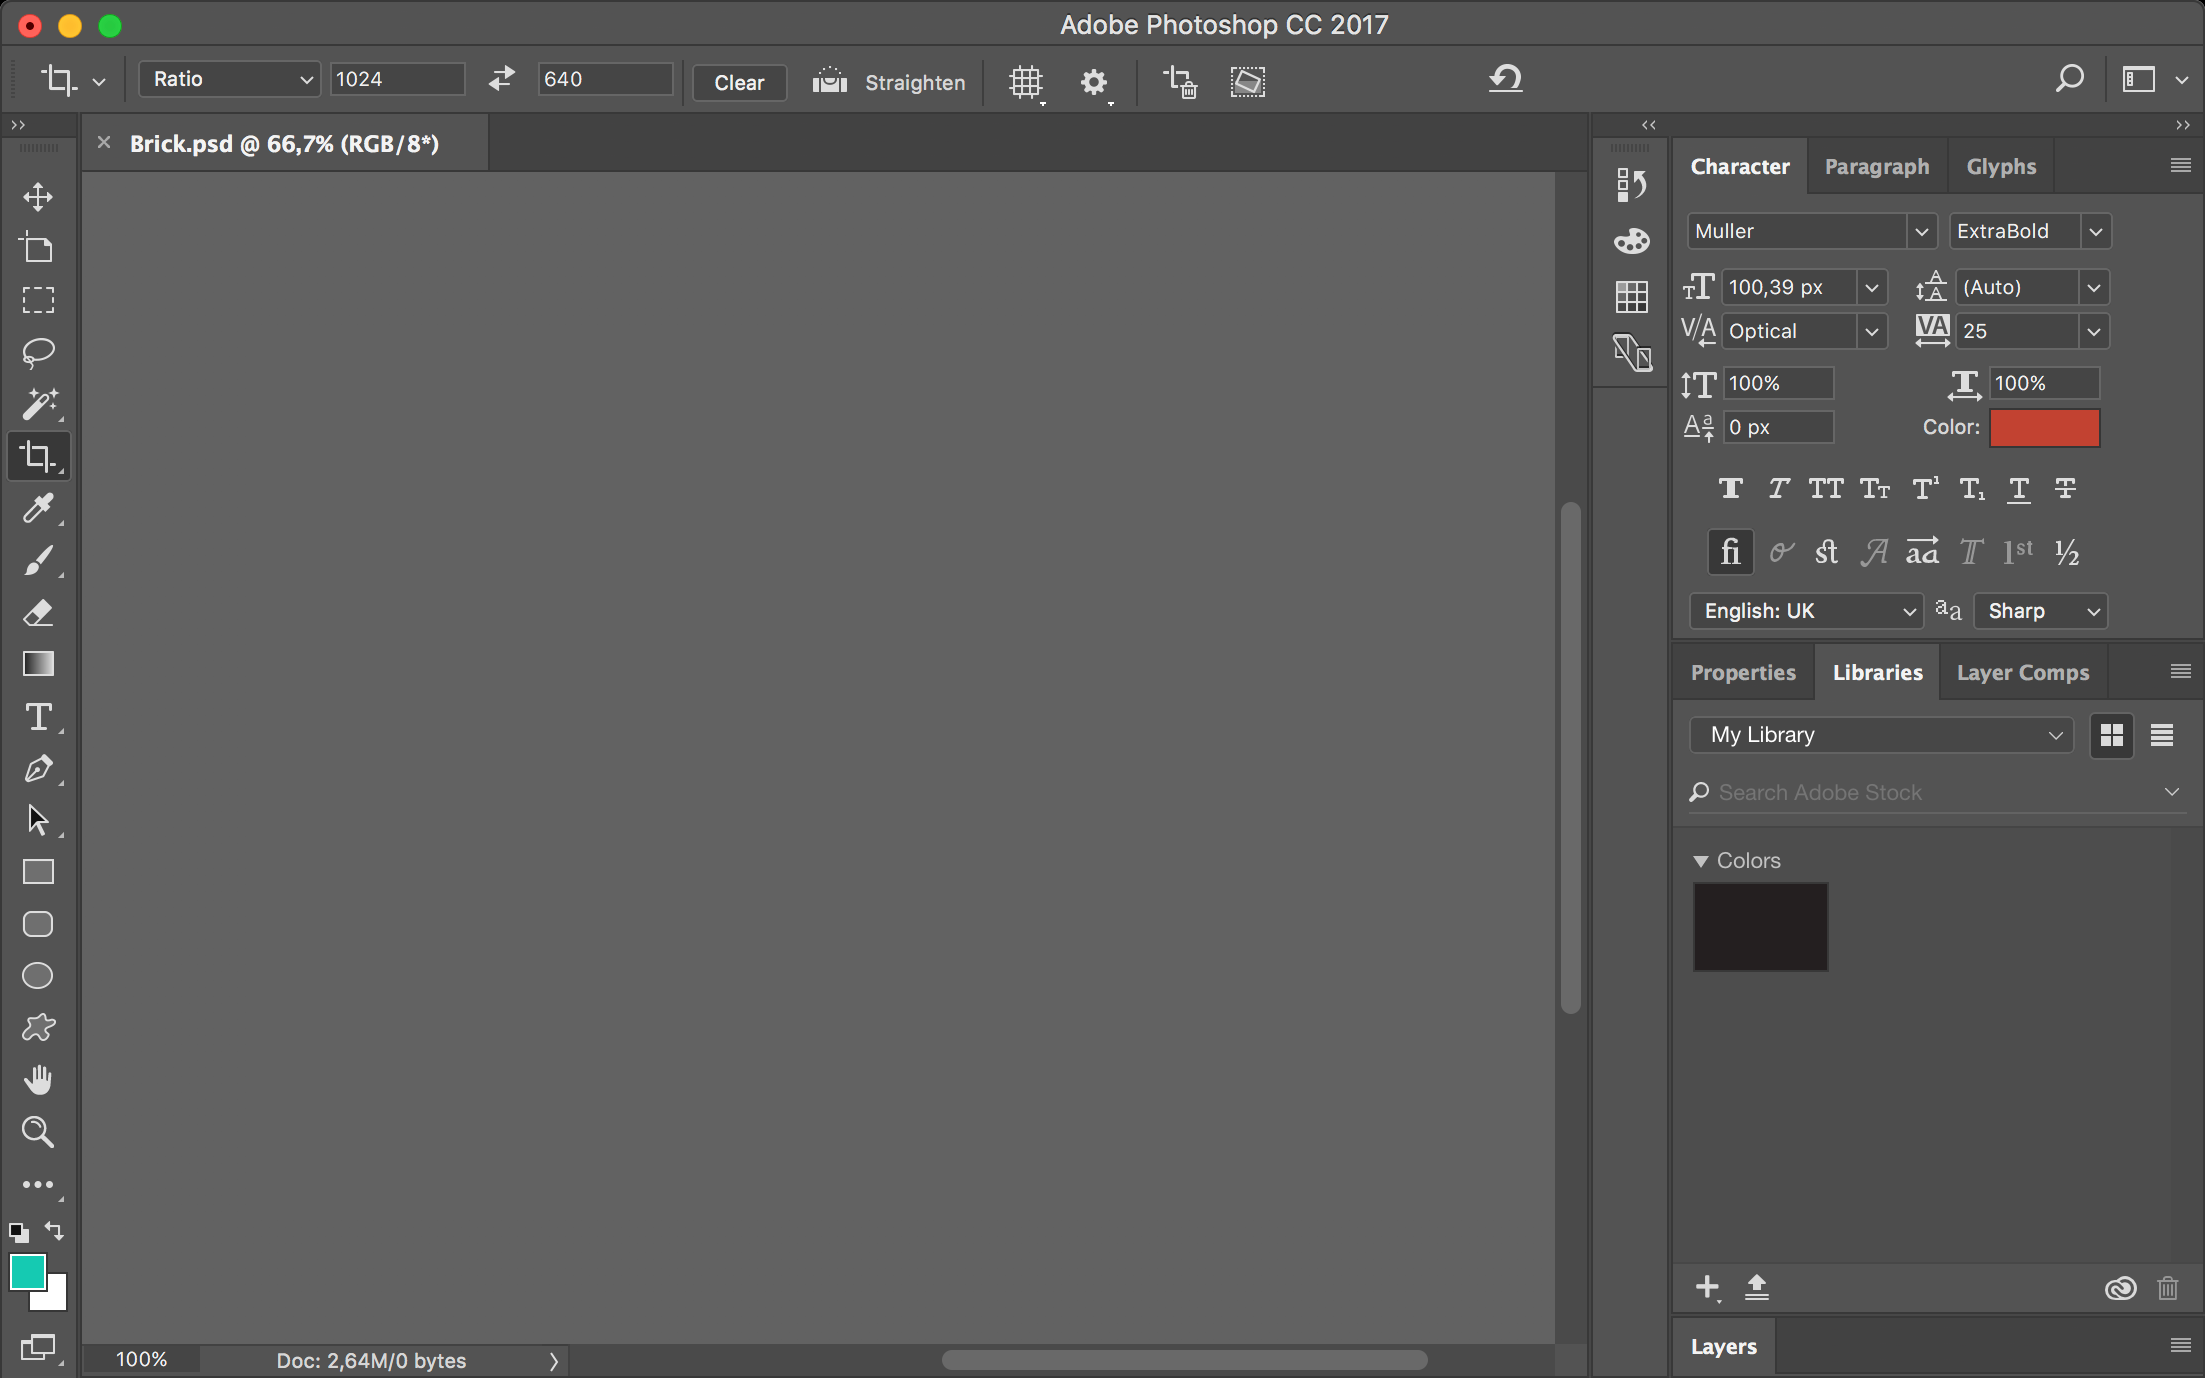 Adobe Photoshop CC 2017
Ratio 1024 640 Clear Straighten
Brick.psd @ 66,7% (RGB/8*)
Character Paragraph Glyphs
Muller ExtraBold
100,39 px (Auto)
Optical 25
100% 100%
0 px Color:
English: UK Sharp
Properties Libraries Layer Comps
My Library
Search Adobe Stock
Colors
Layers
100% Doc: 2,64M/0 bytes